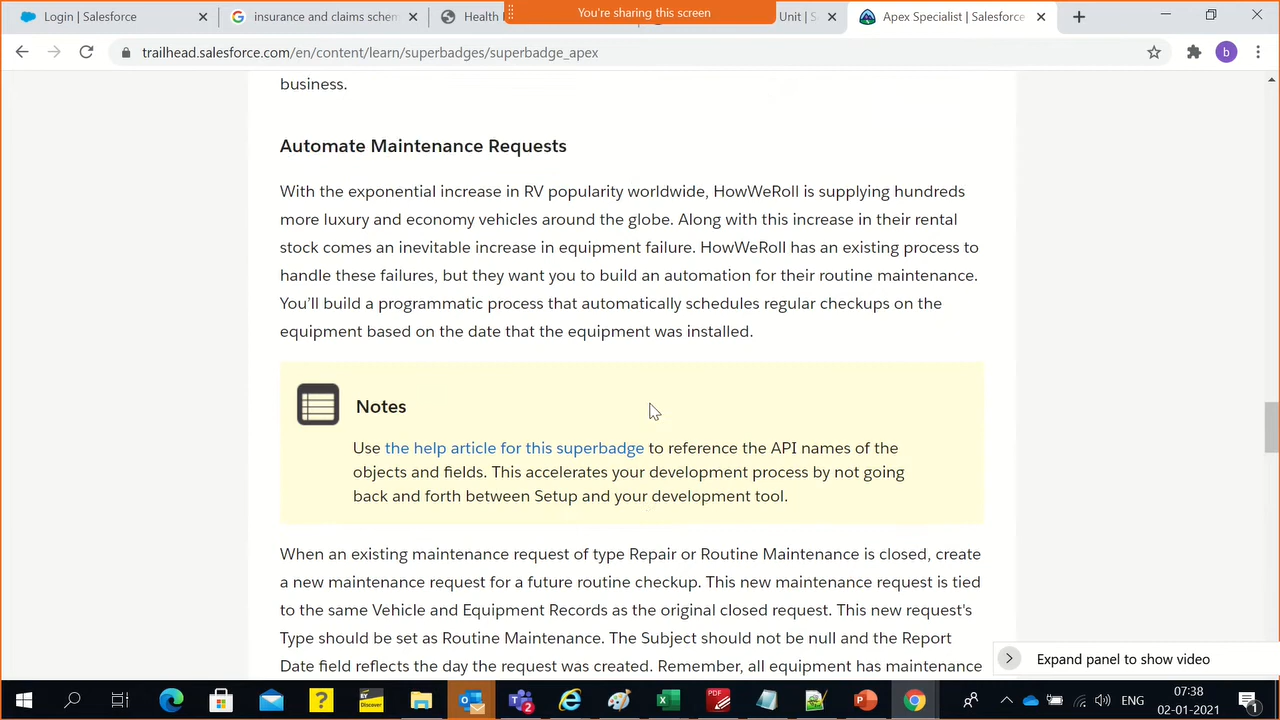 Login | Salesforce
insurance and claims schem
Health
You're sharing this screen
Unit | S
Apex Specialist | Salesforce
trailhead.salesforce.com/en/content/learn/superbadges/superbadge_apex
b
business.
Automate Maintenance Requests
With the exponential increase in RV popularity worldwide, HowWeRoll is supplying hundreds
more luxury and economy vehicles around the globe. Along with this increase in their rental
stock comes an inevitable increase in equipment failure. HowWeRoll has an existing process to
handle these failures, but they want you to build an automation for their routine maintenance.
You’ll build a programmatic process that automatically schedules regular checkups on the
equipment based on the date that the equipment was installed.
Notes
Use the help article for this superbadge to reference the API names of the
objects and fields. This accelerates your development process by not going
back and forth between Setup and your development tool.
When an existing maintenance request of type Repair or Routine Maintenance is closed, create
a new maintenance request for a future routine checkup. This new maintenance request is tied
to the same Vehicle and Equipment Records as the original closed request. This new request's
Type should be set as Routine Maintenance. The Subject should not be null and the Report
Date field reflects the day the request was created. Remember, all equipment has maintenance
Expand panel to show video
EY
Discover
2
PDF
ENG
07:38
02-01-2021
1